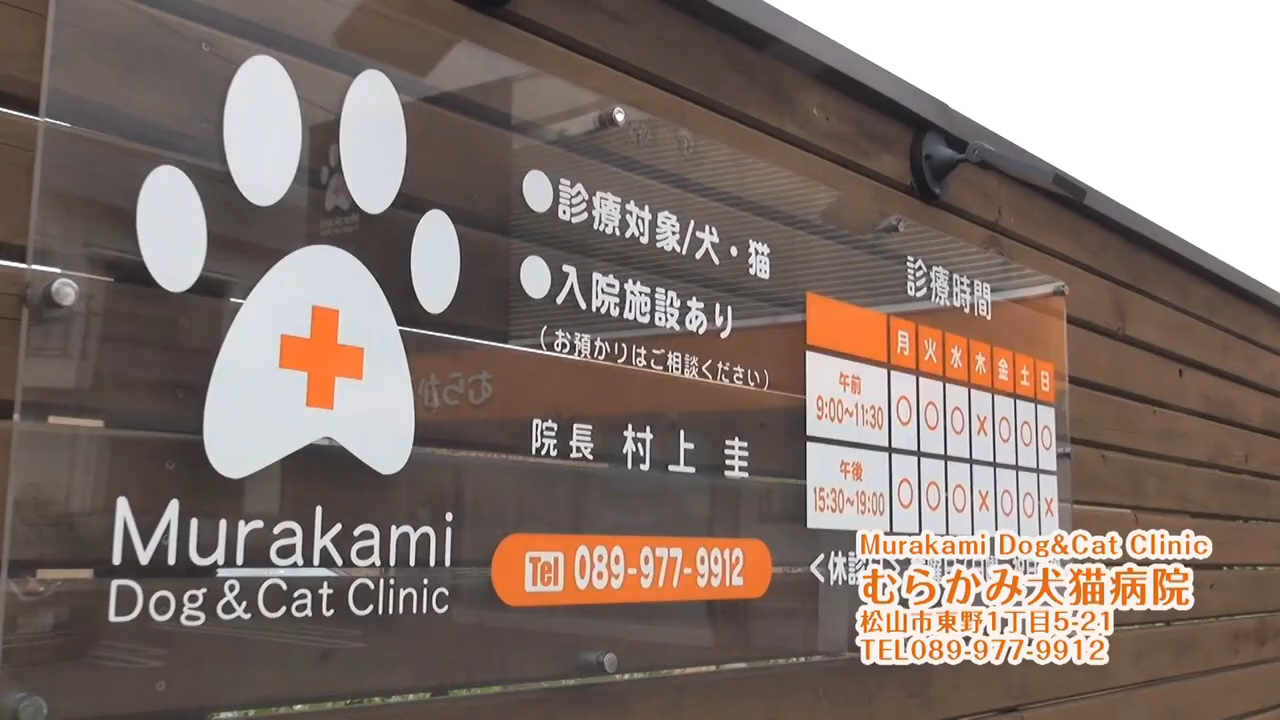 ●診療対象/犬・猫
●入院施設あり
(お預かりはご相談ください)
院長 村上 圭
Tel 089-977-9912
Murakami
Dog&Cat Clinic
診療時間
月 火 水 木 金 土 日
午前
9:00~11:30 ○ ○ ○ × ○ ○ ○
午後
15:30~19:00 ○ ○ ○ × ○ ○ ×
<休診
Murakami Dog&Cat Clinic
むらかみ犬猫病院
松山市東野1丁目5-21
TEL089-977-9912